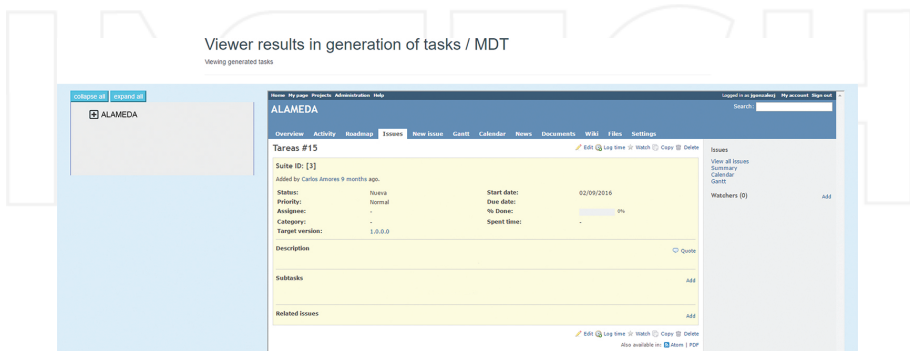 Viewer results in generation of tasks / MDT
Viewing generated tasks
collapse all expand all
ALAMEDA
Home My page Projects Administration Help
Logged in as jgonzalezj My account Sign out
ALAMEDA
Search:
Overview Activity Roadmap Issues New issue Gantt Calendar News Documents Wiki Files Settings
Tareas #15
Edit Log time Watch Copy Delete
Suite ID: [3]
Added by Carlos Amores 9 months ago.
Status: Nueva Start date: 02/09/2016
Priority: Normal Due date:
Assignee: - % Done: 0%
Category: - Spent time: -
Target version: 1.0.0.0
Description
Quote
Subtasks
Add
Related issues
Add
Edit Log time Watch Copy Delete
Also available in: Atom | PDF
Issues
View all issues
Summary
Calendar
Gantt
Watchers (0) Add